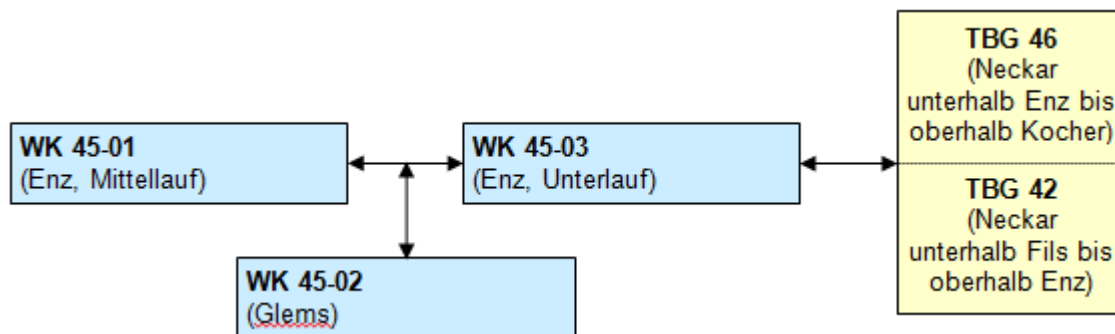 WK 45-01
(Enz, Mittellauf)
WK 45-02
(Glems)
WK 45-03
(Enz, Unterlauf)
TBG 46
(Neckar
unterhalb Enz bis
oberhalb Kocher)
TBG 42
(Neckar
unterhalb Fils bis
oberhalb Enz)